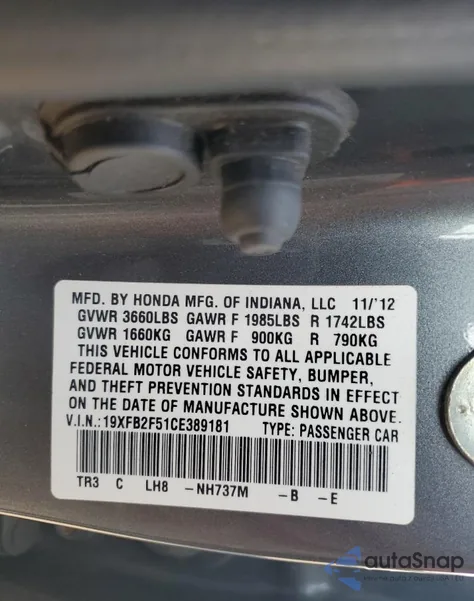 MFD. BY HONDA MFG. OF INDIANA, LLC 11/'12
GVWR 3660LBS GAWR F 1985LBS R 1742LBS
GVWR 1660KG GAWR F 900KG R 790KG
THIS VEHICLE CONFORMS TO ALL APPLICABLE
FEDERAL MOTOR VEHICLE SAFETY, BUMPER,
AND THEFT PREVENTION STANDARDS IN EFFECT
ON THE DATE OF MANUFACTURE SHOWN ABOVE.
V.I.N.:19XFB2F51CE389181 TYPE: PASSENGER CAR
TR3 C LH8 -NH737M -B -E
autoSnap